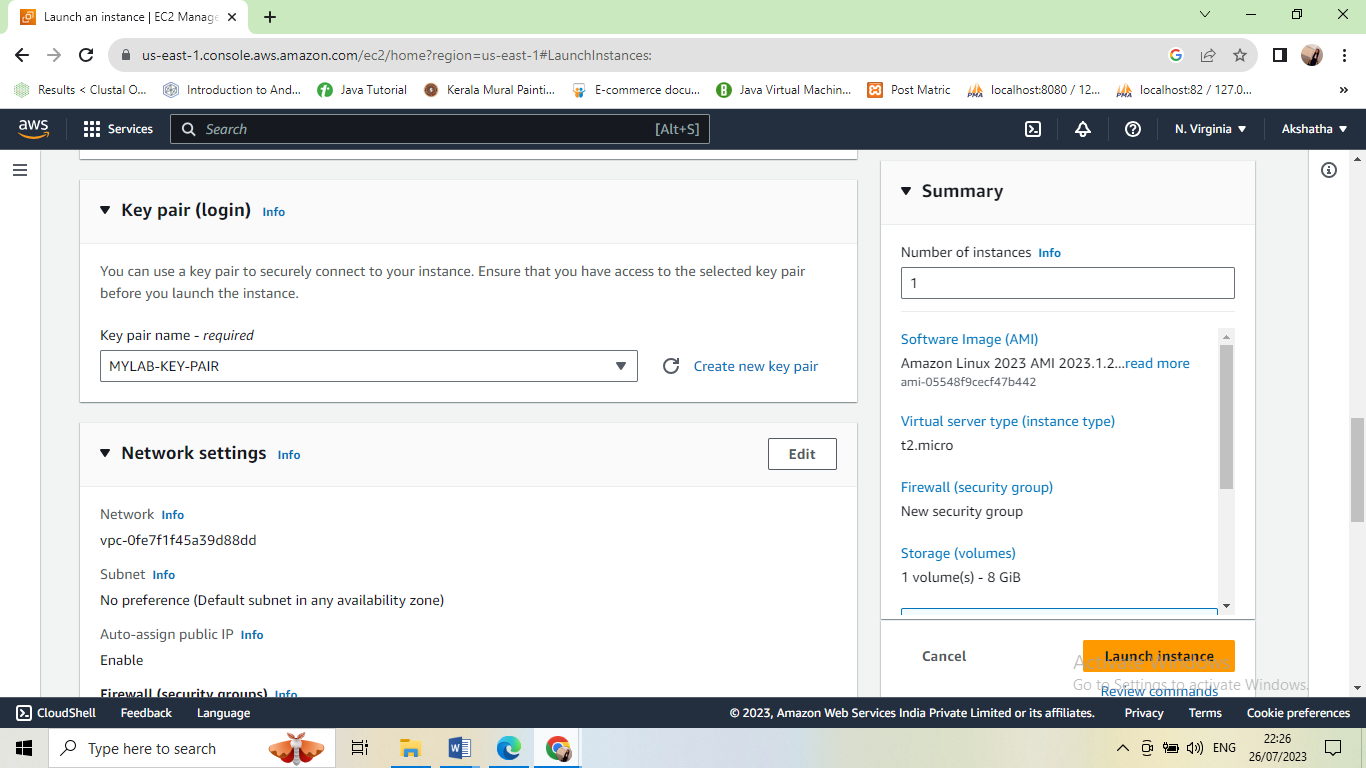 Launch an instance | EC2 Manage
us-east-1.console.aws.amazon.com/ec2/home?region=us-east-1#LaunchInstances:
Results < Clustal O...
Introduction to And...
Java Tutorial
Kerala Mural Painti...
E-commerce docu...
Java Virtual Machin...
Post Matric
localhost:8080 / 12...
localhost:82 / 127.0...
»
aws
Services
Search
[Alt+S]
N. Virginia
Akshatha
Key pair (login) Info
You can use a key pair to securely connect to your instance. Ensure that you have access to the selected key pair
before you launch the instance.
Key pair name - required
MYLAB-KEY-PAIR
Create new key pair
Network settings Info
Edit
Network Info
vpc-0fe7f1f45a39d88dd
Subnet Info
No preference (Default subnet in any availability zone)
Auto-assign public IP Info
Enable
Firewall (security groups) Info
Summary
Number of instances Info
1
Software Image (AMI)
Amazon Linux 2023 AMI 2023.1.2...read more
ami-05548f9cecf47b442
Virtual server type (instance type)
t2.micro
Firewall (security group)
New security group
Storage (volumes)
1 volume(s) - 8 GiB
Cancel
Launch instance
Activate Windows
Go to Settings to activate Windows.
Review commands
CloudShell
Feedback
Language
© 2023, Amazon Web Services India Private Limited or its affiliates.
Privacy
Terms
Cookie preferences
Type here to search
ENG
22:26
26/07/2023